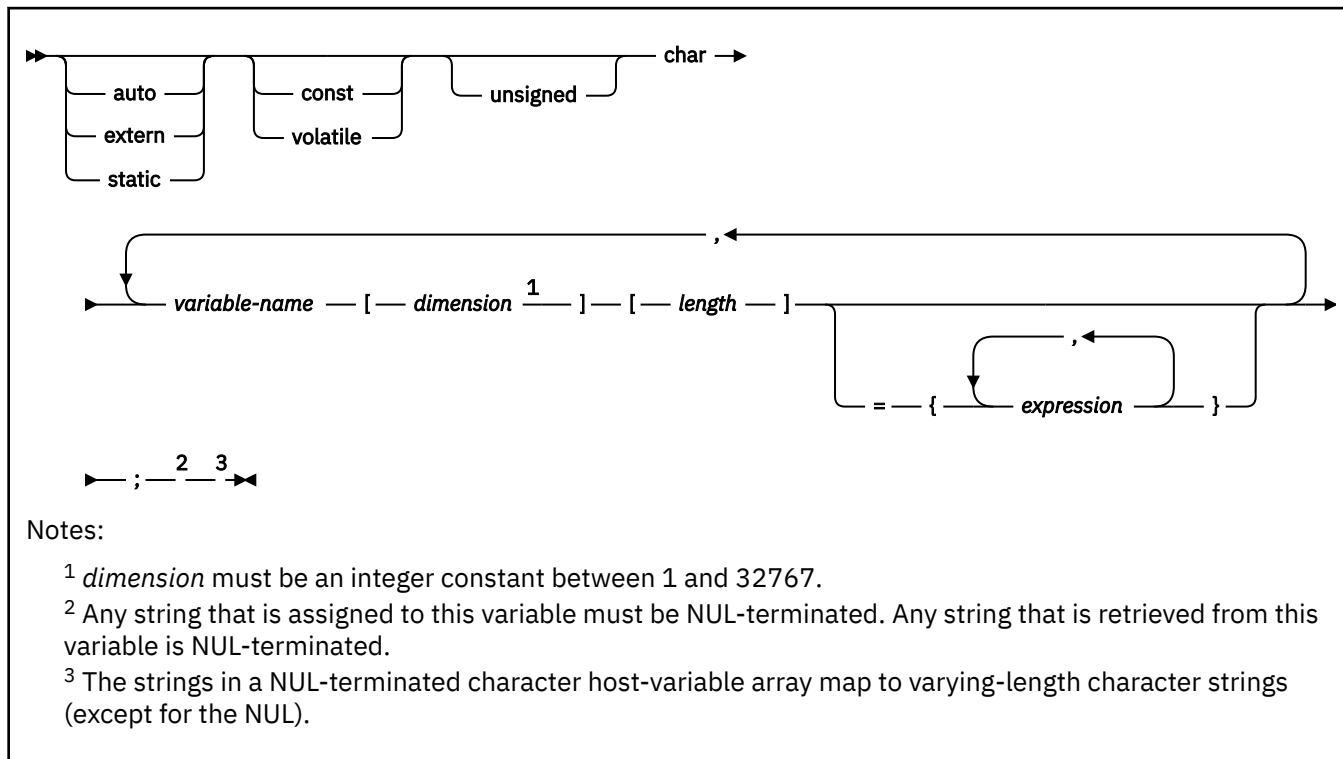 char
auto const unsigned
extern volatile
static
,
variable-name [ dimension 1 ] [ length ]
,
= { expression }
; 2 3
Notes:
1 dimension must be an integer constant between 1 and 32767.
2 Any string that is assigned to this variable must be NUL-terminated. Any string that is retrieved from this
variable is NUL-terminated.
3 The strings in a NUL-terminated character host-variable array map to varying-length character strings
(except for the NUL).